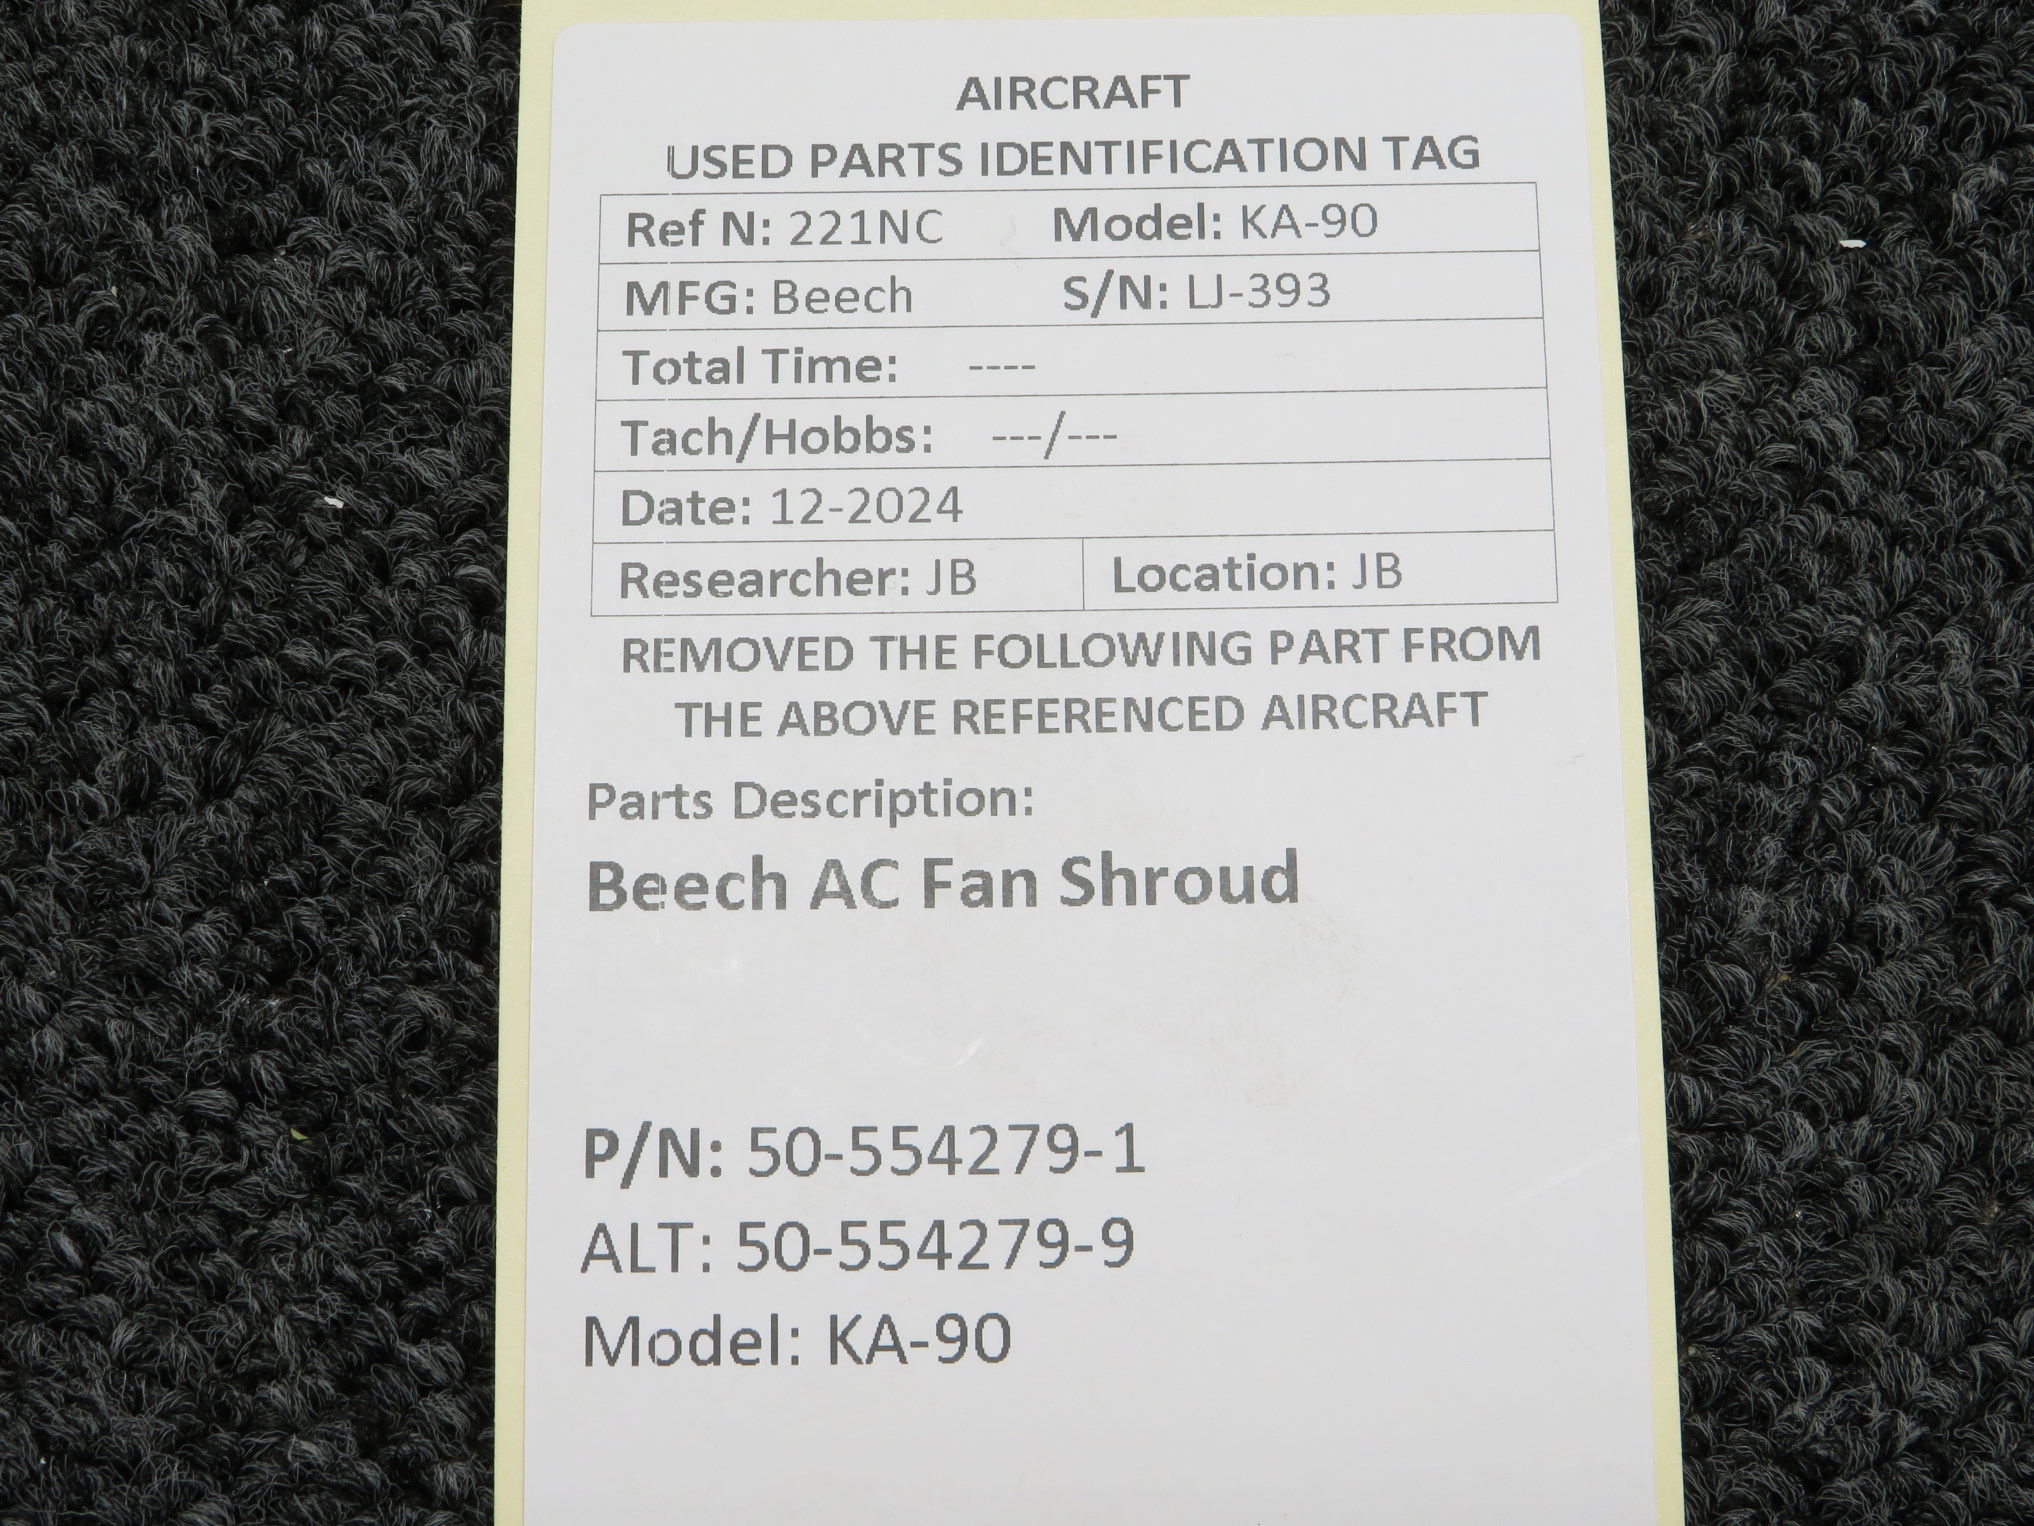 AIRCRAFT
USED PARTS IDENTIFICATION TAG
Ref N: 221NC Model: KA-90
MFG: Beech S/N: LJ-393
Total Time: ----
Tach/Hobbs: ---/---
Date: 12-2024
Researcher: JB Location: JB
REMOVED THE FOLLOWING PART FROM
THE ABOVE REFERENCED AIRCRAFT
Parts Description:
Beech AC Fan Shroud
P/N: 50-554279-1
ALT: 50-554279-9
Model: KA-90